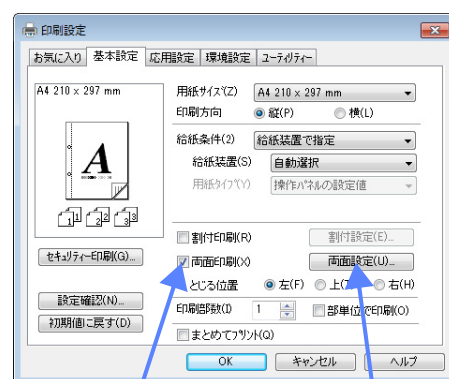 印刷設定
お気に入り 基本設定 応用設定 環境設定 ユーティリティー
A4 210 x 297 mm
用紙サイズ(Z) A4 210 x 297 mm
印刷方向 縦(P) 横(L)
給紙条件(2) 給紙装置で指定
給紙装置(S) 自動選択
用紙タイプ(Y) 操作パネルの設定値
A
1 1 2 2 3 3
割付印刷(R) 割付設定(E)...
セキュリティー印刷(G)... 両面印刷(X) 両面設定(U)...
とじる位置 左(F) 上(T) 右(H)
設定確認(N)... 印刷部数(I) 1 部単位で印刷(O)
初期値に戻す(D)
まとめてプリント(Q)
OK キャンセル ヘルプ